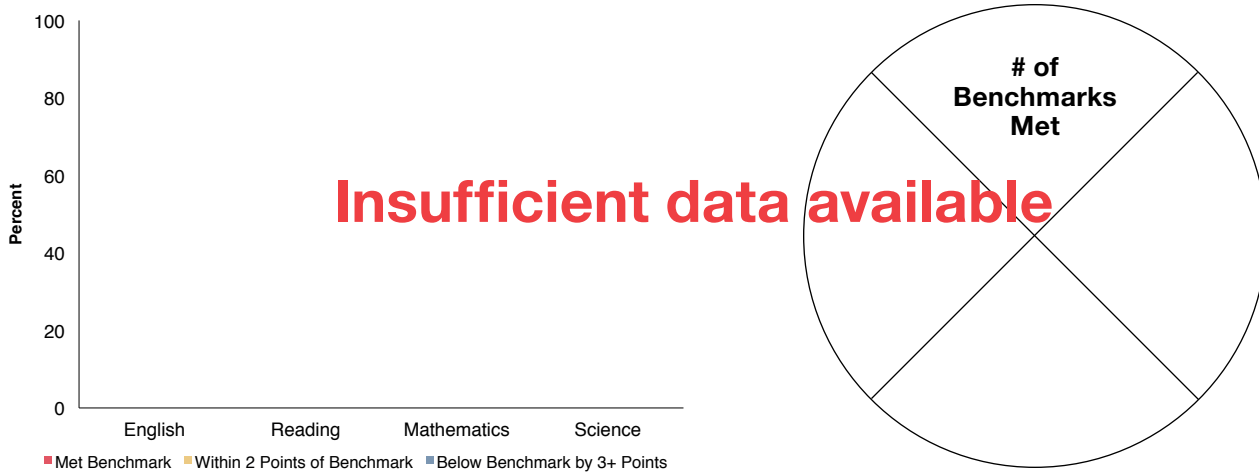 100
80
60
40
20
0
Percent
English Reading Mathematics Science
Met Benchmark Within 2 Points of Benchmark Below Benchmark by 3+ Points
Insufficient data available
# of
Benchmarks
Met